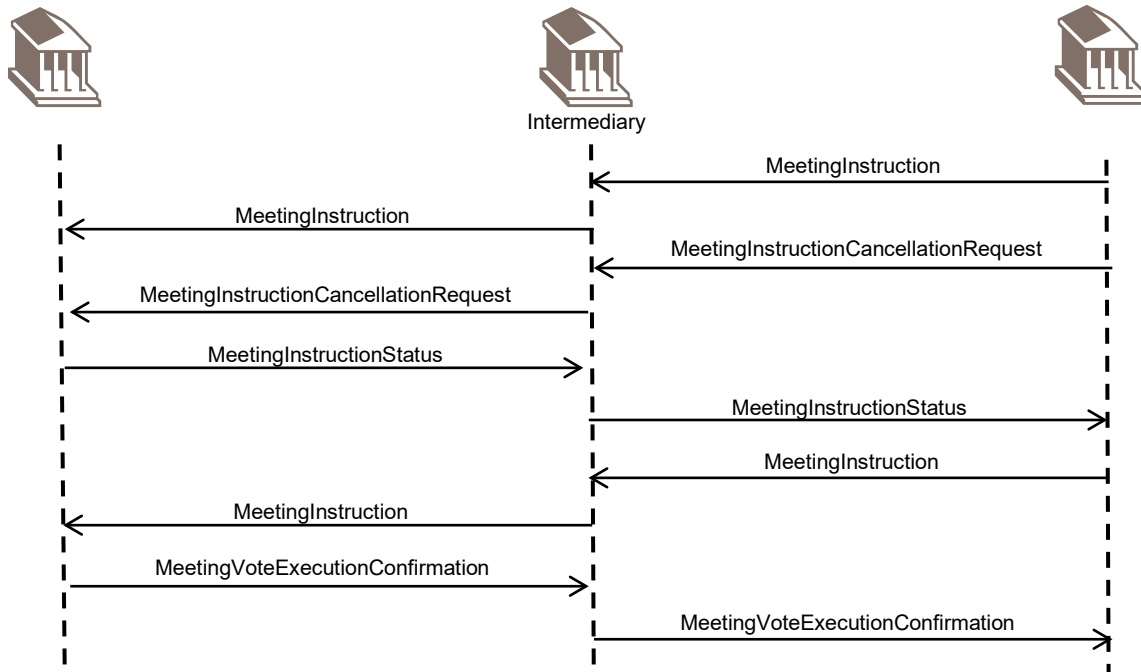 Intermediary
MeetingInstruction
MeetingInstruction
MeetingInstructionCancellationRequest
MeetingInstructionCancellationRequest
MeetingInstructionStatus
MeetingInstructionStatus
MeetingInstruction
MeetingInstruction
MeetingVoteExecutionConfirmation
MeetingVoteExecutionConfirmation